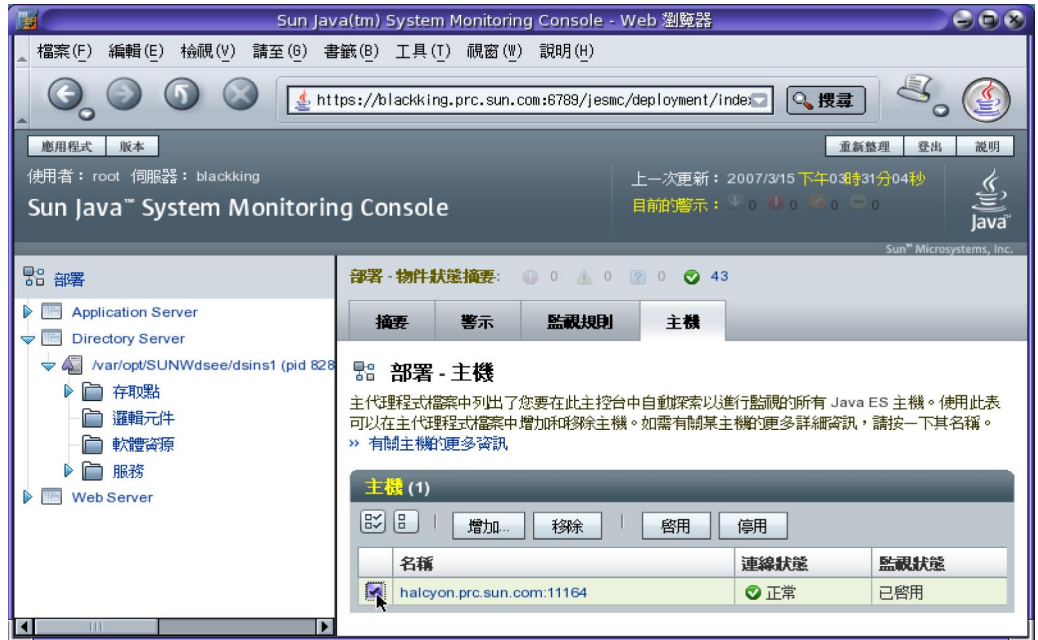 Sun Java(tm) System Monitoring Console - Web 瀏覽器
檔案(F) 編輯(E) 檢視(V) 請至(G) 書籤(B) 工具(T) 視窗(W) 說明(H)
https://blackking.prc.sun.com:6789/jesmc/deployment/index 搜尋
應用程式 版本 重新整理 登出 說明
使用者： root 伺服器： blackking
上一次更新： 2007/3/15 下午03時31分04秒
Sun Java™ System Monitoring Console
目前的警示： 0 0 0 0
Java™
Sun™ Microsystems, Inc.
部署
Application Server
Directory Server
/var/opt/SUNWdsee/dsins1 (pid 828
存取點
邏輯元件
軟體資源
服務
Web Server
部署 - 物件狀態摘要: 0 0 0 43
摘要 警示 監視規則 主機
部署 - 主機
主代理程式檔案中列出了您要在此主控台中自動探索以進行監視的所有 Java ES 主機。使用此表
可以在主代理程式檔案中增加和移除主機。如需有關某主機的更多詳細資訊，請按一下其名稱。
» 有關主機的更多資訊
主機 (1)
增加... 移除 啟用 停用
名稱 連線狀態 監視狀態
halcyon.prc.sun.com:11164 正常 已啟用